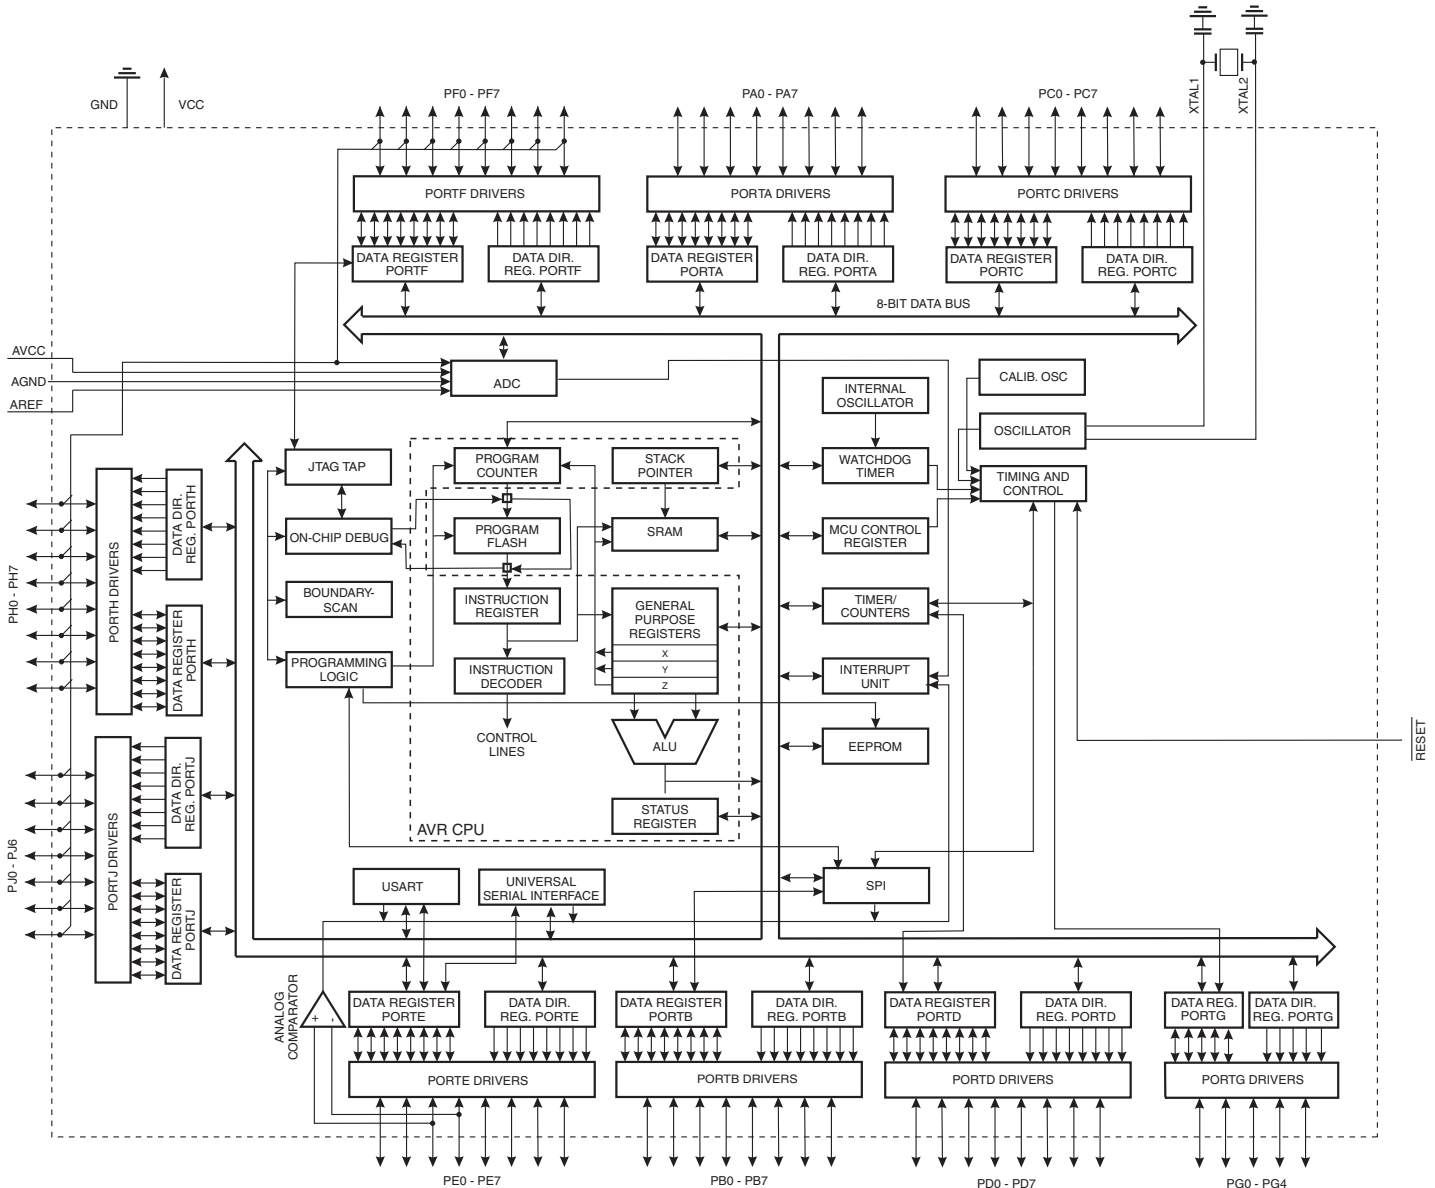 XTAL1
XTAL2
GND
VCC
PF0 - PF7
PA0 - PA7
PC0 - PC7
PORTF DRIVERS
PORTA DRIVERS
PORTC DRIVERS
DATA REGISTER
PORTF
DATA DIR.
REG. PORTF
DATA REGISTER
PORTA
DATA DIR.
REG. PORTA
DATA REGISTER
PORTC
DATA DIR.
REG. PORTC
8-BIT DATA BUS
AVCC
AGND
AREF
ADC
INTERNAL
OSCILLATOR
CALIB. OSC
OSCILLATOR
JTAG TAP
PROGRAM
COUNTER
STACK
POINTER
WATCHDOG
TIMER
TIMING AND
CONTROL
ON-CHIP DEBUG
PROGRAM
FLASH
SRAM
MCU CONTROL
REGISTER
BOUNDARY-
SCAN
INSTRUCTION
REGISTER
GENERAL
PURPOSE
REGISTERS
X
Y
Z
TIMER/
COUNTERS
PROGRAMMING
LOGIC
INSTRUCTION
DECODER
INTERRUPT
UNIT
CONTROL
LINES
ALU
EEPROM
RESET
STATUS
REGISTER
AVR CPU
PH0 - PH7
PORTH DRIVERS
DATA DIR.
REG. PORTH
DATA REGISTER
PORTH
PJ0 - PJ6
PORTJ DRIVERS
DATA DIR.
REG. PORTJ
DATA REGISTER
PORTJ
USART
UNIVERSAL
SERIAL INTERFACE
SPI
ANALOG
COMPARATOR
+
-
DATA REGISTER
PORTE
DATA DIR.
REG. PORTE
DATA REGISTER
PORTB
DATA DIR.
REG. PORTB
DATA REGISTER
PORTD
DATA DIR.
REG. PORTD
DATA REG.
PORTG
DATA DIR.
REG. PORTG
PORTE DRIVERS
PORTB DRIVERS
PORTD DRIVERS
PORTG DRIVERS
PE0 - PE7
PB0 - PB7
PD0 - PD7
PG0 - PG4